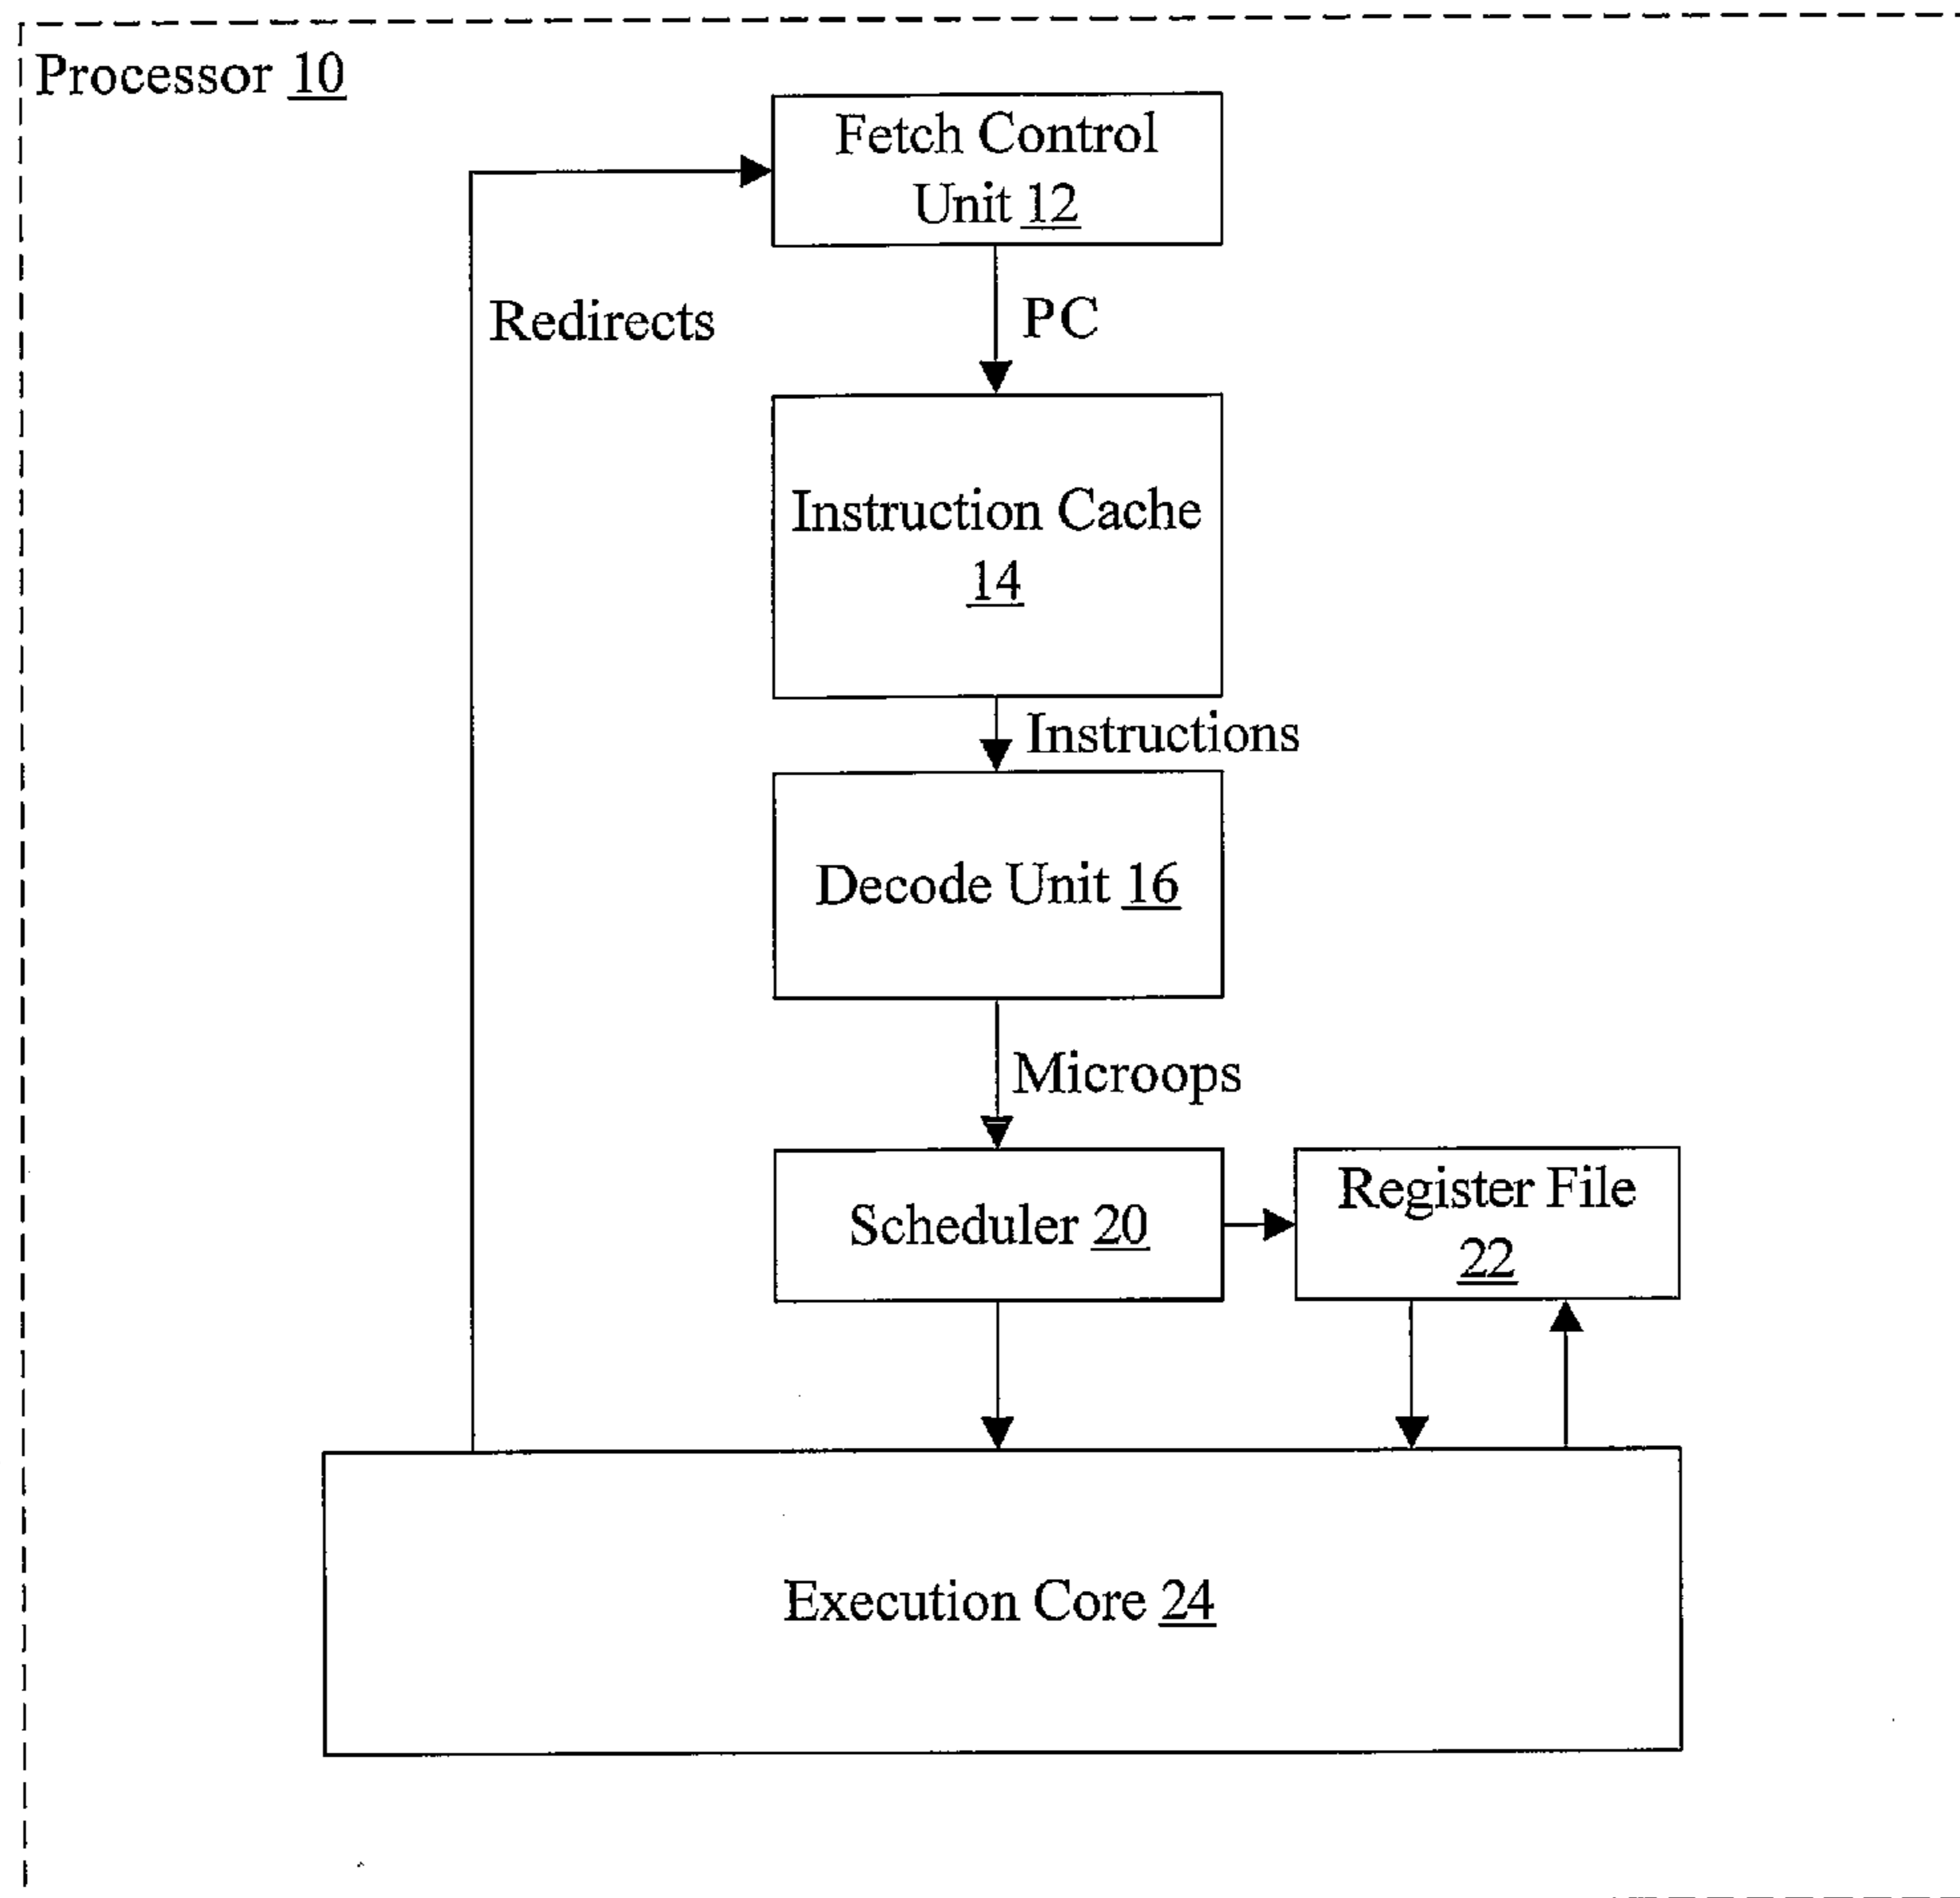 Processor 10
Fetch Control
Unit 12
Redirects
PC
Instruction Cache
14
Instructions
Decode Unit 16
Microops
Scheduler 20
Register File
22
Execution Core 24